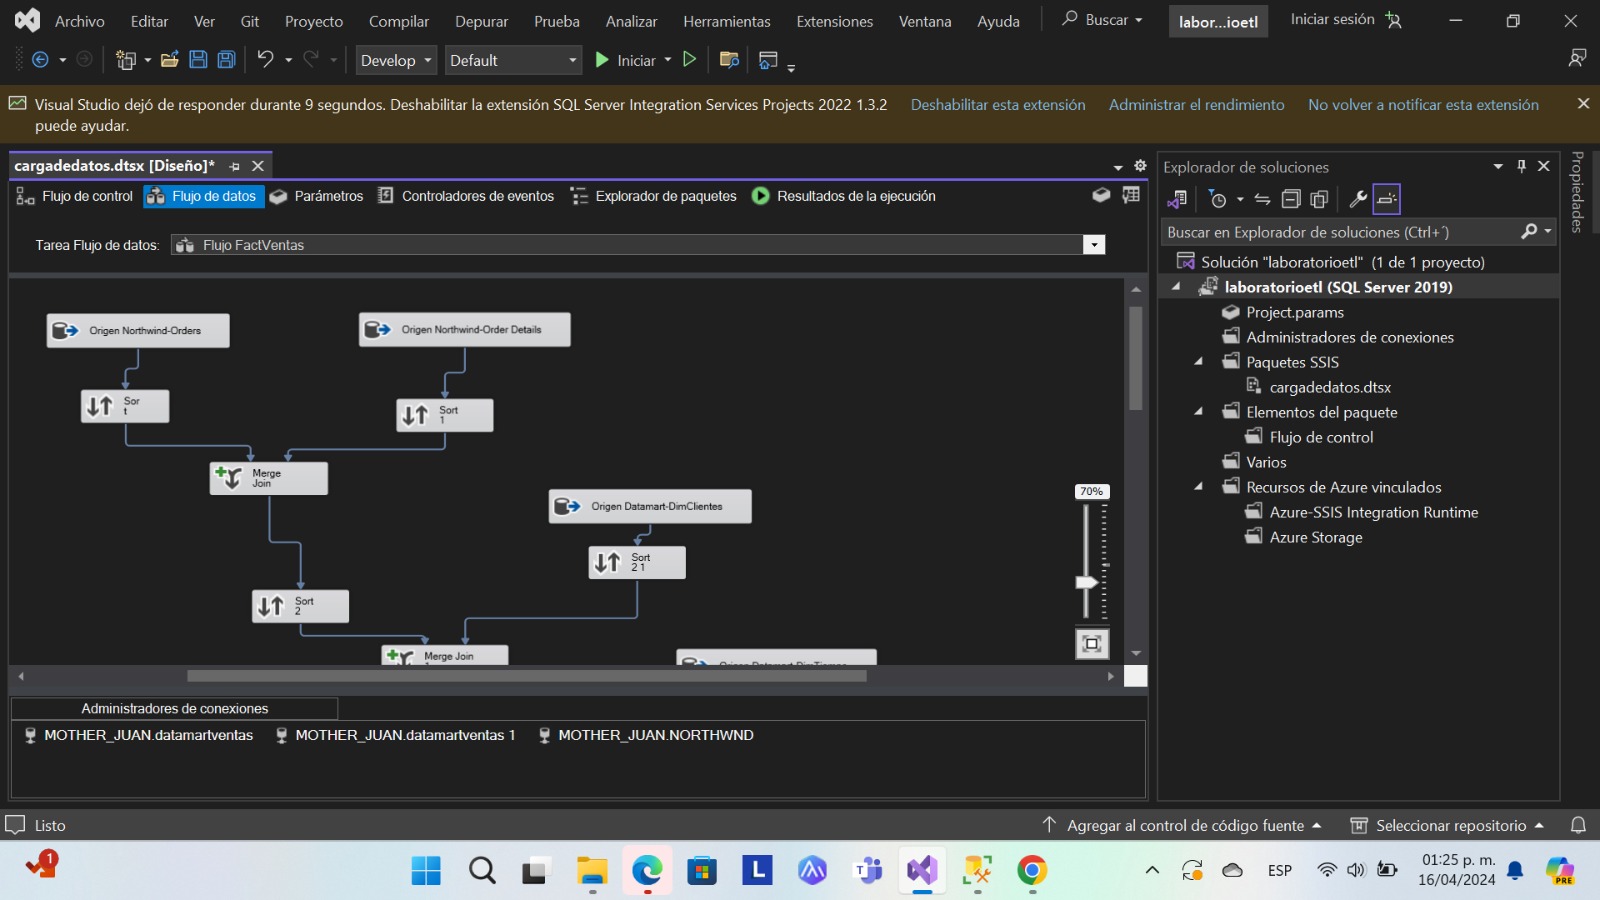 Archivo Editar Ver Git Proyecto Compilar Depurar Prueba Analizar Herramientas Extensiones Ventana Ayuda Buscar labor...ioetl Iniciar sesión
Develop Default Iniciar
Visual Studio dejó de responder durante 9 segundos. Deshabilitar la extensión SQL Server Integration Services Projects 2022 1.3.2 Deshabilitar esta extensión Administrar el rendimiento No volver a notificar esta extensión
puede ayudar.
cargadedatos.dtsx [Diseño]*
Flujo de control Flujo de datos Parámetros Controladores de eventos Explorador de paquetes Resultados de la ejecución
Tarea Flujo de datos: Flujo FactVentas
Origen Northwind-Orders
Origen Northwind-Order Details
Sor
t
Sort
1
Merge
Join
Origen Datamart-DimClientes
Sort
2 1
Sort
2
Merge Join
70%
Administradores de conexiones
MOTHER_JUAN.datamartventas MOTHER_JUAN.datamartventas 1 MOTHER_JUAN.NORTHWND
Explorador de soluciones
Buscar en Explorador de soluciones (Ctrl+´)
Solución "laboratorioetl" (1 de 1 proyecto)
laboratorioetl (SQL Server 2019)
Project.params
Administradores de conexiones
Paquetes SSIS
cargadedatos.dtsx
Elementos del paquete
Flujo de control
Varios
Recursos de Azure vinculados
Azure-SSIS Integration Runtime
Azure Storage
Propiedades
Listo Agregar al control de código fuente Seleccionar repositorio
1
L
T
ESP
01:25 p. m.
16/04/2024
PRE